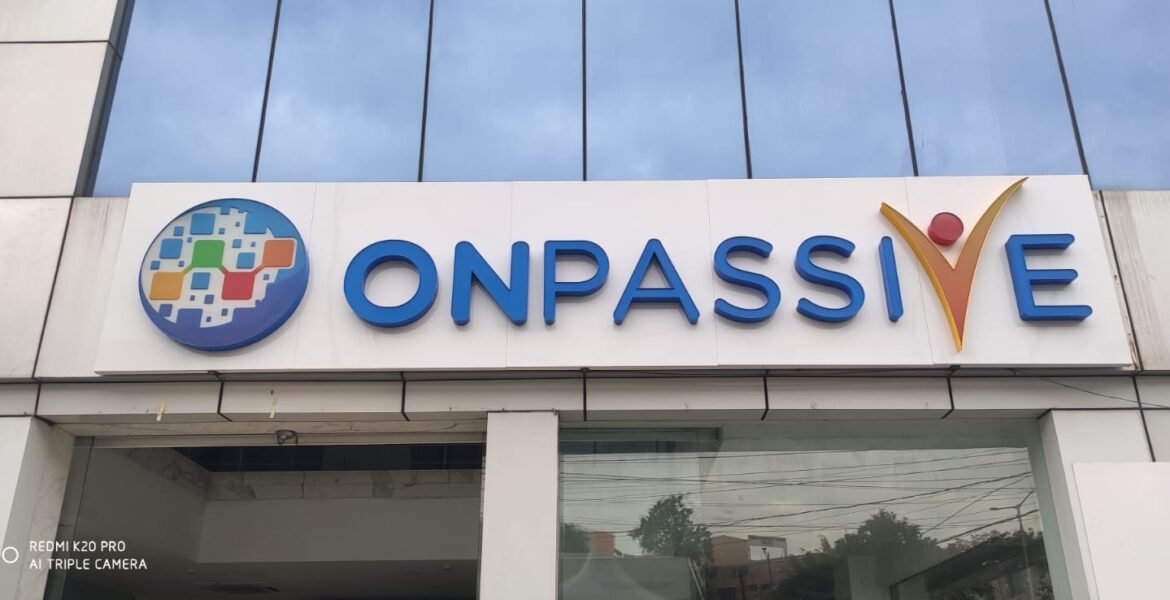 ONPASSIVE
REDMI K20 PRO
AI TRIPLE CAMERA